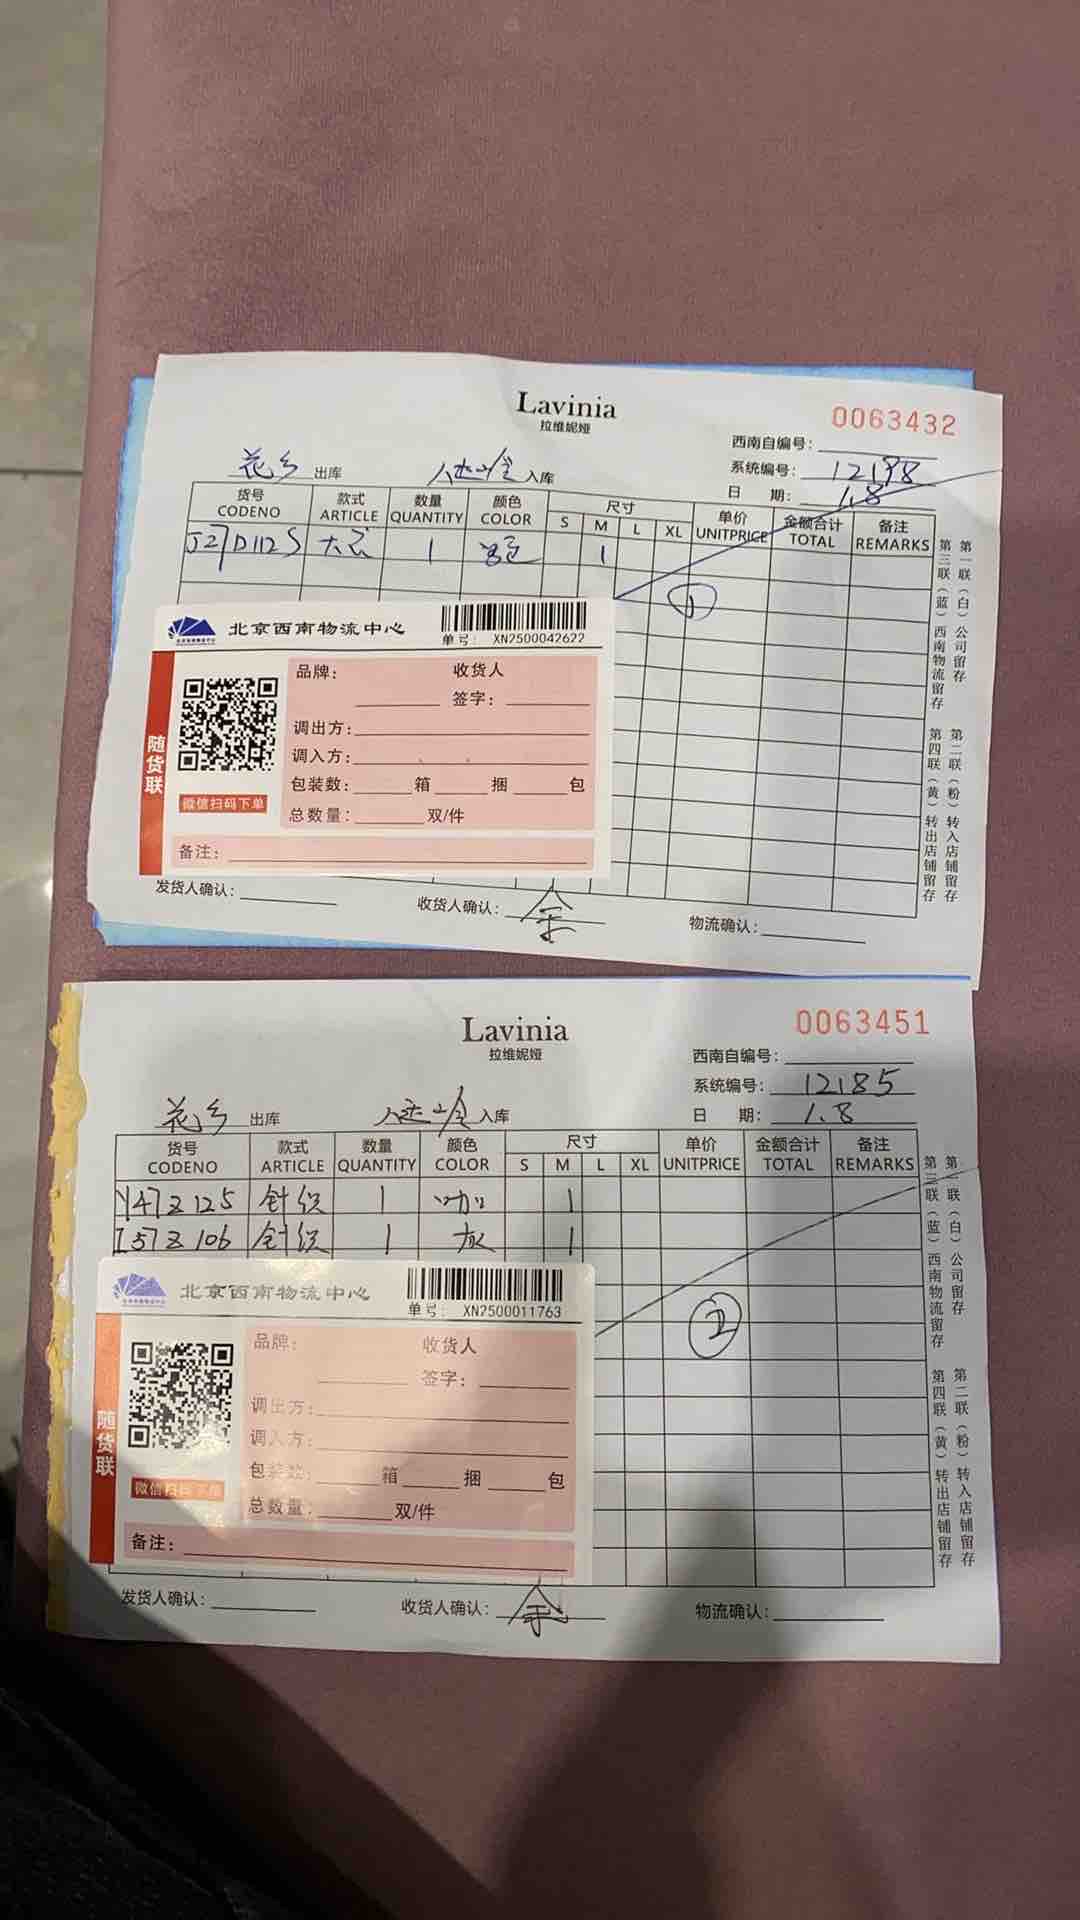 Lavinia
拉维妮娅
0063432
西南自编号:
系统编号: 12198
日 期: 1.8
花乡 出库 入库
货号 款式 数量 颜色 尺寸 单价 金额合计 备注
CODENO ARTICLE QUANTITY COLOR S M L XL UNITPRICE TOTAL REMARKS
J27D112S 大衣 1 1
①
第一联(白)公司留存 第二联(粉)转入店铺留存
第三联(蓝)西南物流留存 第四联(黄)转出店铺留存
北京西南物流中心
单号: XN2500042622
随货联
微信扫码下单
品牌: 收货人
签字:
调出方:
调入方:
包装数: 箱 捆 包
总数量: 双/件
备注:
发货人确认: 收货人确认: 余 物流确认:
Lavinia
拉维妮娅
0063451
西南自编号:
系统编号: 12185
日 期: 1.8
花乡 出库 入库
货号 款式 数量 颜色 尺寸 单价 金额合计 备注
CODENO ARTICLE QUANTITY COLOR S M L XL UNITPRICE TOTAL REMARKS
Y47Z125 针织 1 咖 1
I57Z106 针织 1 灰 1
②
第一联(白)公司留存 第二联(粉)转入店铺留存
第三联(蓝)西南物流留存 第四联(黄)转出店铺留存
北京西南物流中心
单号: XN2500011763
随货联
微信扫码下单
品牌: 收货人
签字:
调出方:
调入方:
包装数: 箱 捆 包
总数量: 双/件
备注:
发货人确认: 收货人确认: 余 物流确认: